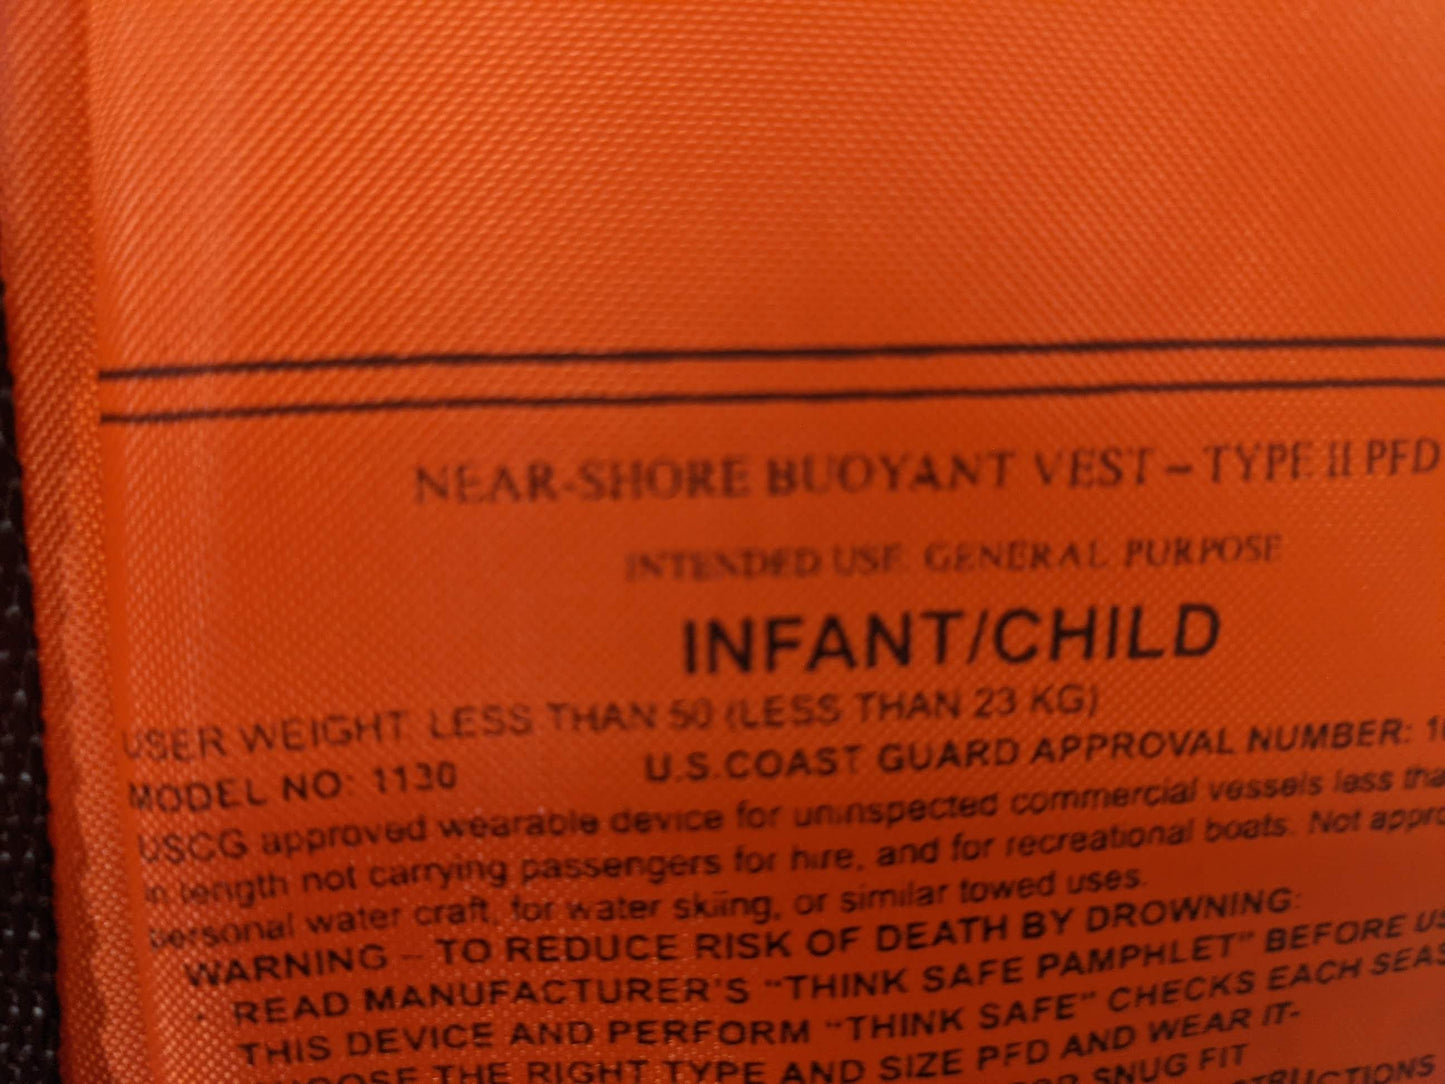 NEAR-SHORE BUOYANT VEST – TYPE II PFD
INTENDED USE GENERAL PURPOSE
INFANT/CHILD
USER WEIGHT LESS THAN 50 (LESS THAN 23 KG)
MODEL NO: 1130 U.S.COAST GUARD APPROVAL NUMBER:
USCG approved wearable device for uninspected commercial vessels less
in length not carrying passengers for hire, and for recreational boats. Not
personal water craft, for water skiing, or similar towed uses.
WARNING – TO REDUCE RISK OF DEATH BY DROWNING:
- READ MANUFACTURER'S "THINK SAFE PAMPHLET" BEFORE
THIS DEVICE AND PERFORM "THINK SAFE" CHECKS EACH
THE RIGHT TYPE AND SIZE PFD AND WEAR IT-
SNUG FIT